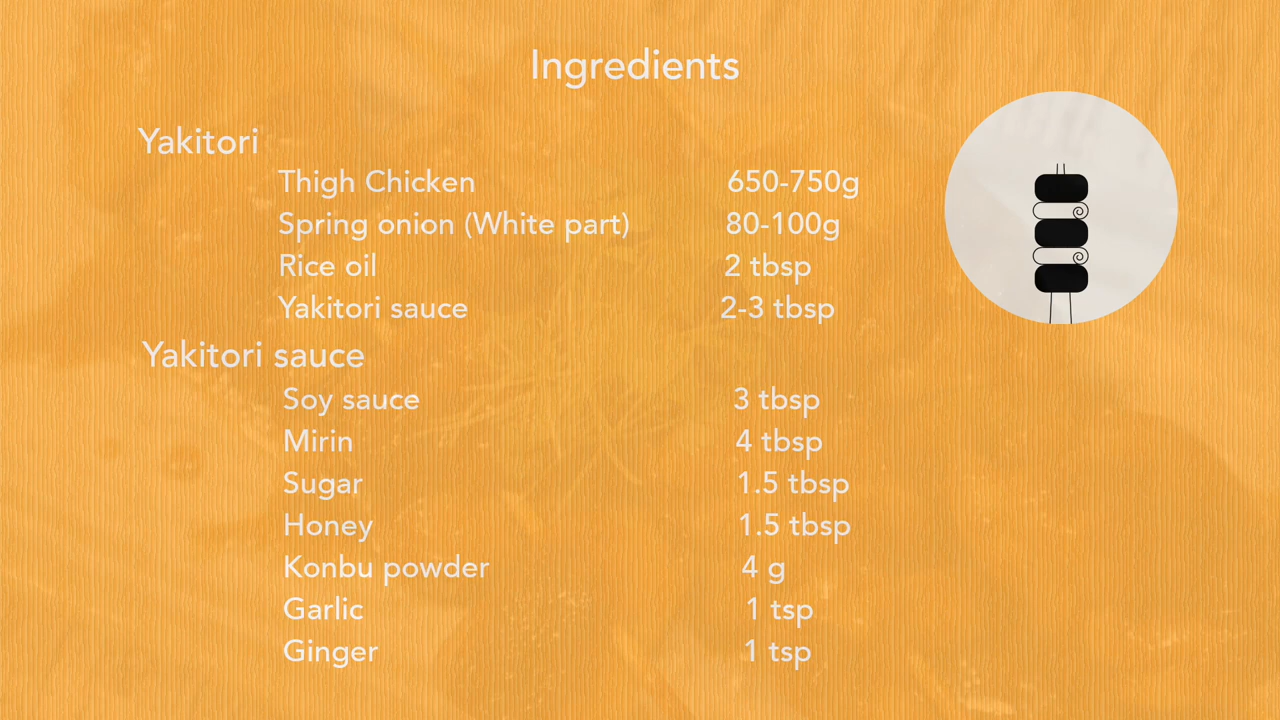 Ingredients
Yakitori
Thigh Chicken 650-750g
Spring onion (White part) 80-100g
Rice oil 2 tbsp
Yakitori sauce 2-3 tbsp
Yakitori sauce
Soy sauce 3 tbsp
Mirin 4 tbsp
Sugar 1.5 tbsp
Honey 1.5 tbsp
Konbu powder 4 g
Garlic 1 tsp
Ginger 1 tsp